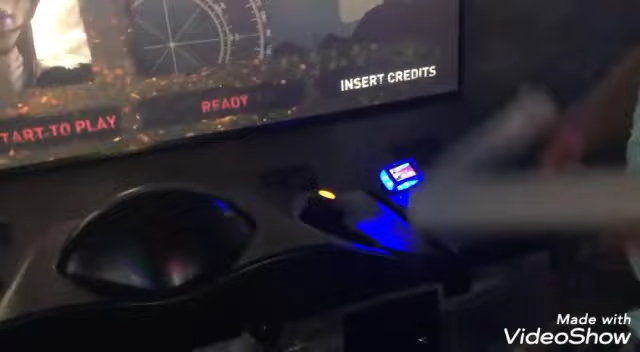 INSERT CREDITS
READY
TART TO PLAY
Made with
VideoShow